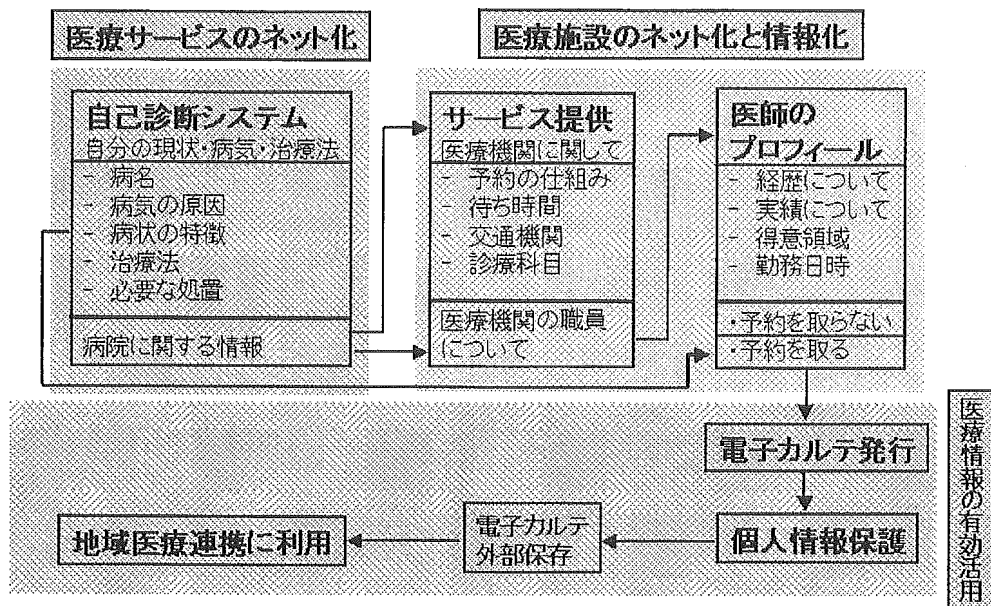 医療サービスのネット化
医療施設のネット化と情報化
自己診断システム
自分の現状・病気・治療法
- 病名
- 病気の原因
- 病状の特徴
- 治療法
- 必要な処置
病院に関する情報
サービス提供
医療機関に関して
- 予約の仕組み
- 待ち時間
- 交通機関
- 診療科目
医療機関の職員
について
医師の
プロフィール
- 経歴について
- 実績について
- 得意領域
- 勤務日時
・予約を取らない
・予約を取る
医療情報の有効活用
電子カルテ発行
個人情報保護
電子カルテ
外部保存
地域医療連携に利用